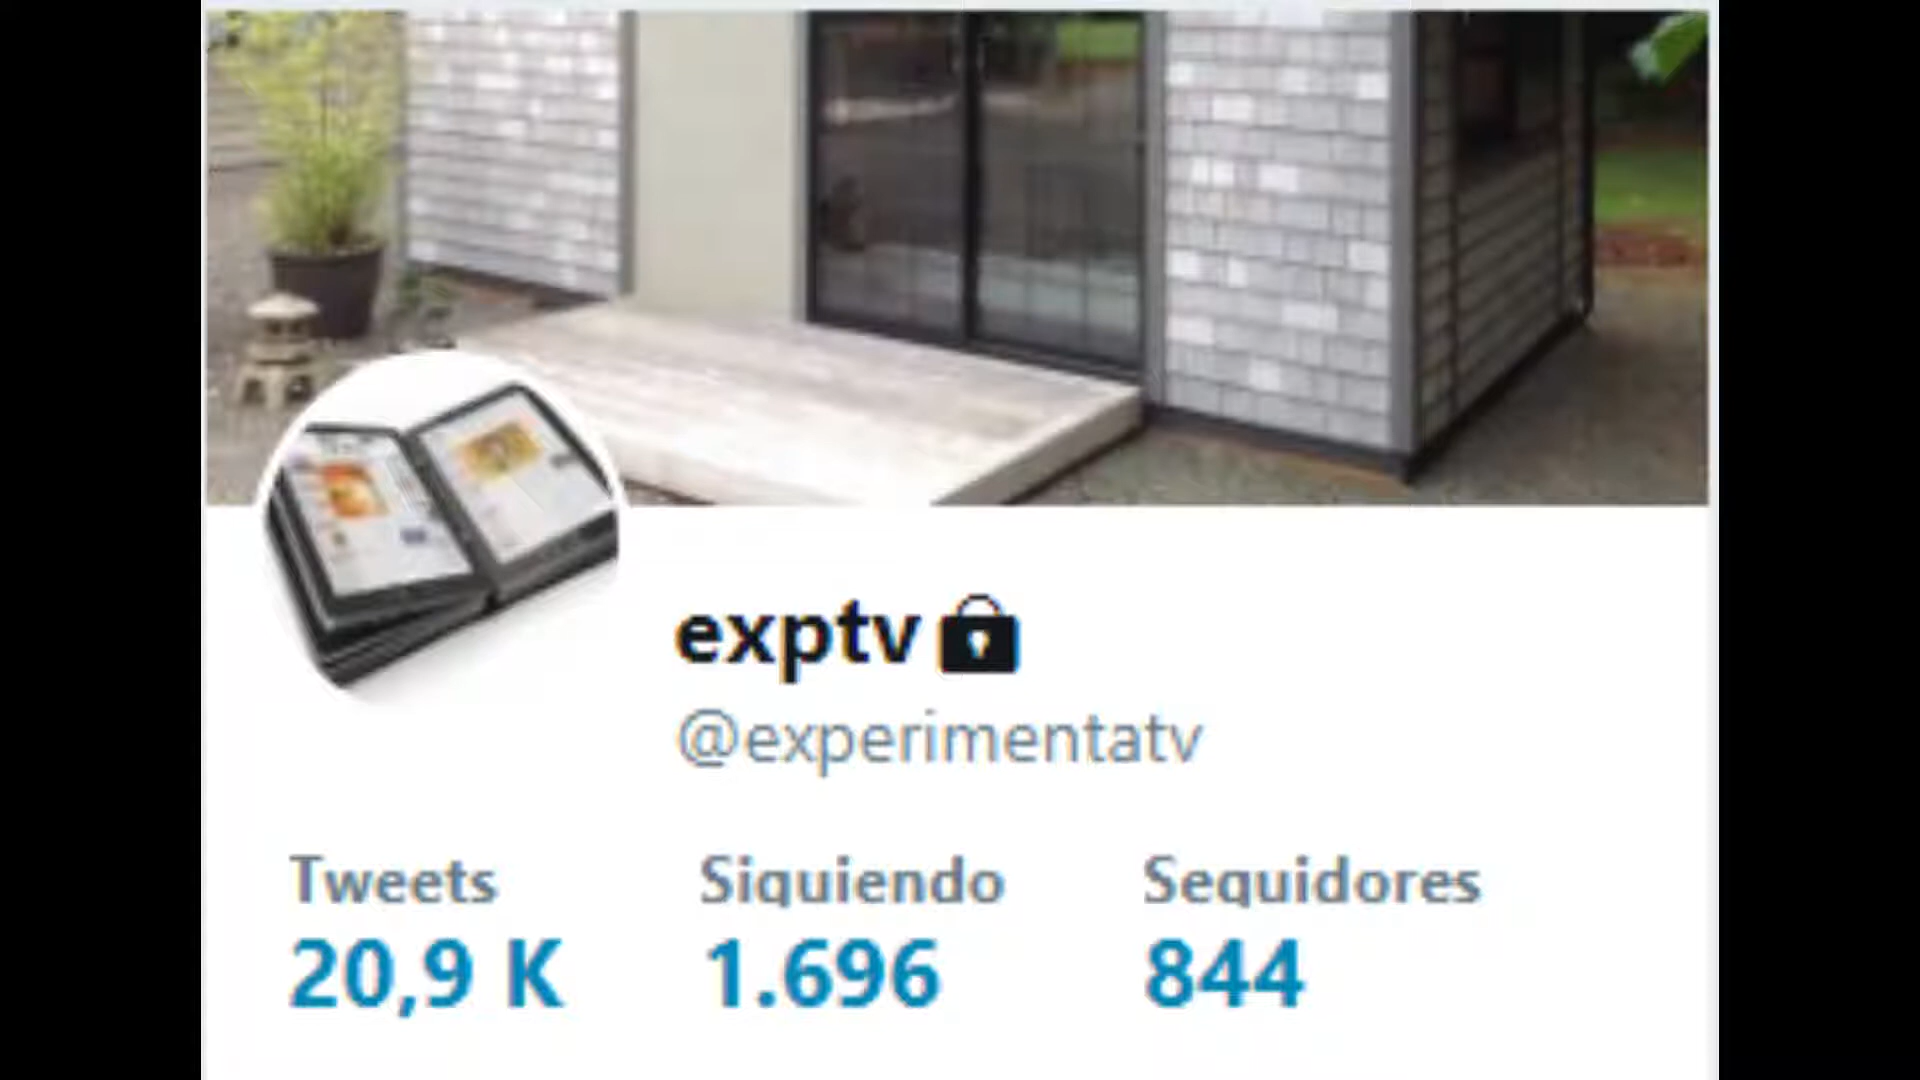 exptv
@experimentatv
Tweets Siguiendo Seguidores
20,9 K 1.696 844